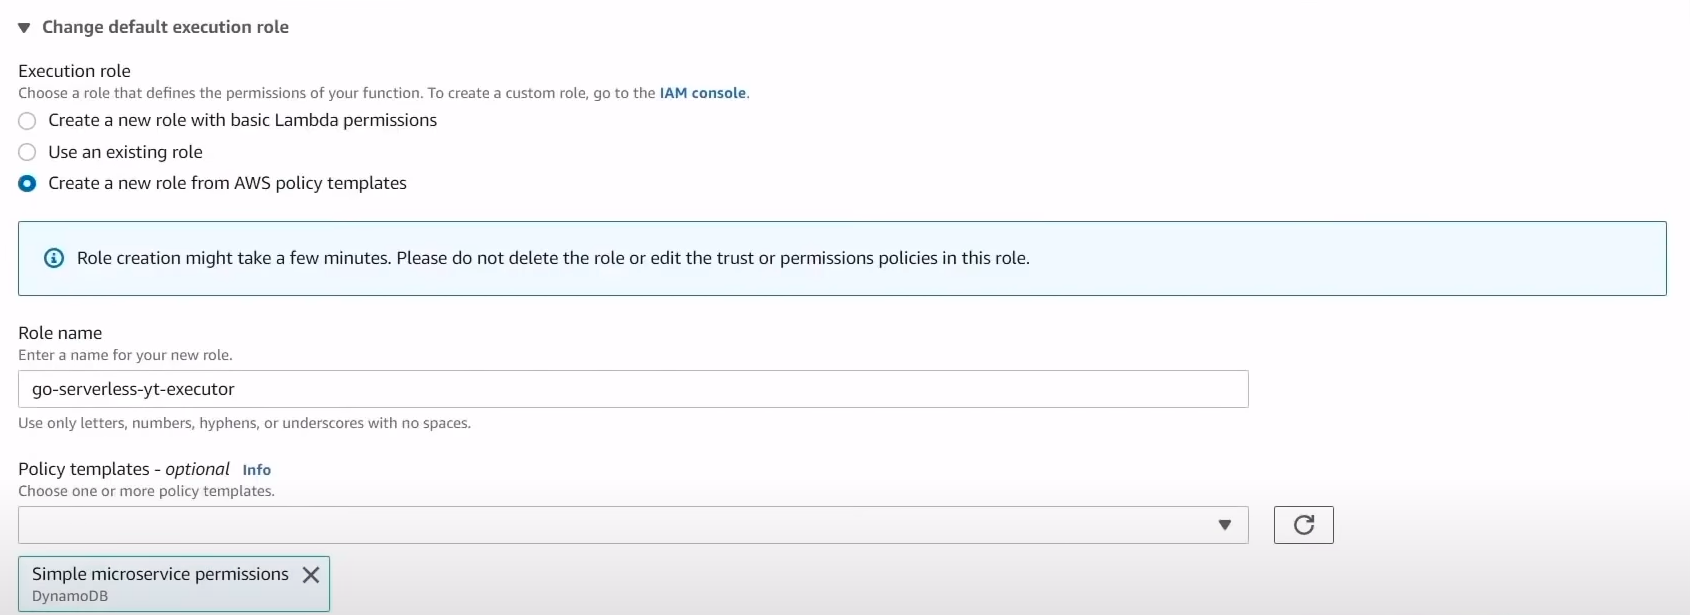 Change default execution role
Execution role
Choose a role that defines the permissions of your function. To create a custom role, go to the IAM console.
Create a new role with basic Lambda permissions
Use an existing role
Create a new role from AWS policy templates
Role creation might take a few minutes. Please do not delete the role or edit the trust or permissions policies in this role.
Role name
Enter a name for your new role.
go-serverless-yt-executor
Use only letters, numbers, hyphens, or underscores with no spaces.
Policy templates - optional Info
Choose one or more policy templates.
Simple microservice permissions
DynamoDB